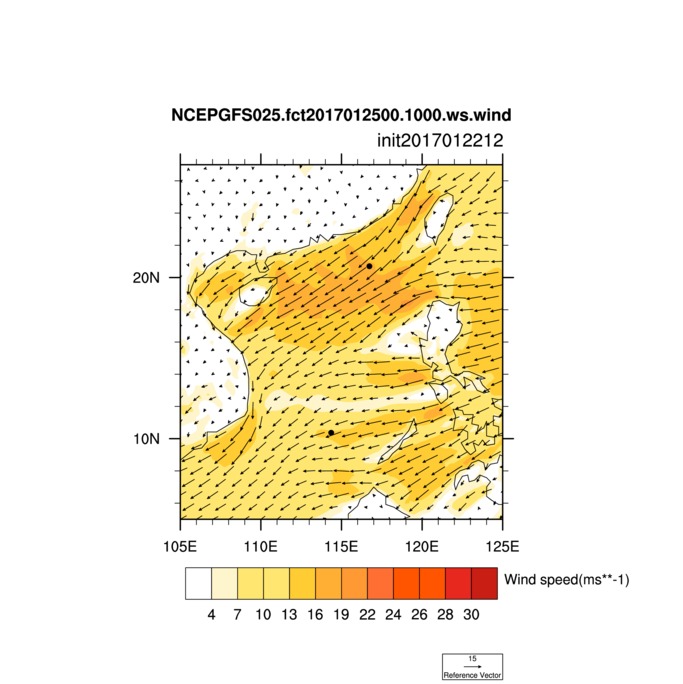 NCEPGFS025.fct2017012500.1000.ws.wind
init2017012212
20N
10N
105E 110E 115E 120E 125E
Wind speed(ms**-1)
4 7 10 13 16 19 22 24 26 28 30
15
Reference Vector